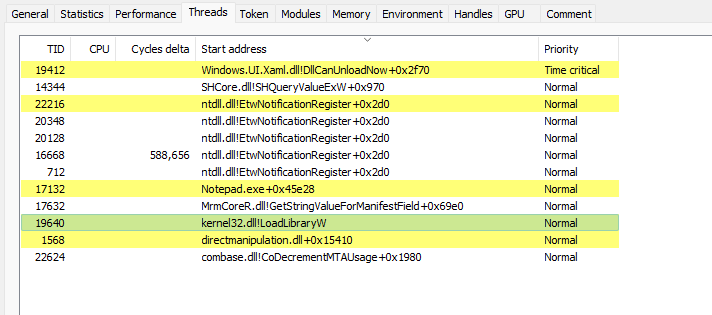 General Statistics Performance Threads Token Modules Memory Environment Handles GPU Comment
TID CPU Cycles delta Start address Priority
19412 Windows.UI.Xaml.dll!DllCanUnloadNow+0x2f70 Time critical
14344 SHCore.dll!SHQueryValueExW+0x970 Normal
22216 ntdll.dll!EtwNotificationRegister+0x2d0 Normal
20348 ntdll.dll!EtwNotificationRegister+0x2d0 Normal
20128 ntdll.dll!EtwNotificationRegister+0x2d0 Normal
16668 588,656 ntdll.dll!EtwNotificationRegister+0x2d0 Normal
712 ntdll.dll!EtwNotificationRegister+0x2d0 Normal
17132 Notepad.exe+0x45e28 Normal
17632 MrmCoreR.dll!GetStringValueForManifestField+0x69e0 Normal
19640 kernel32.dll!LoadLibraryW Normal
1568 directmanipulation.dll+0x15410 Normal
22624 combase.dll!CoDecrementMTAUsage+0x1980 Normal